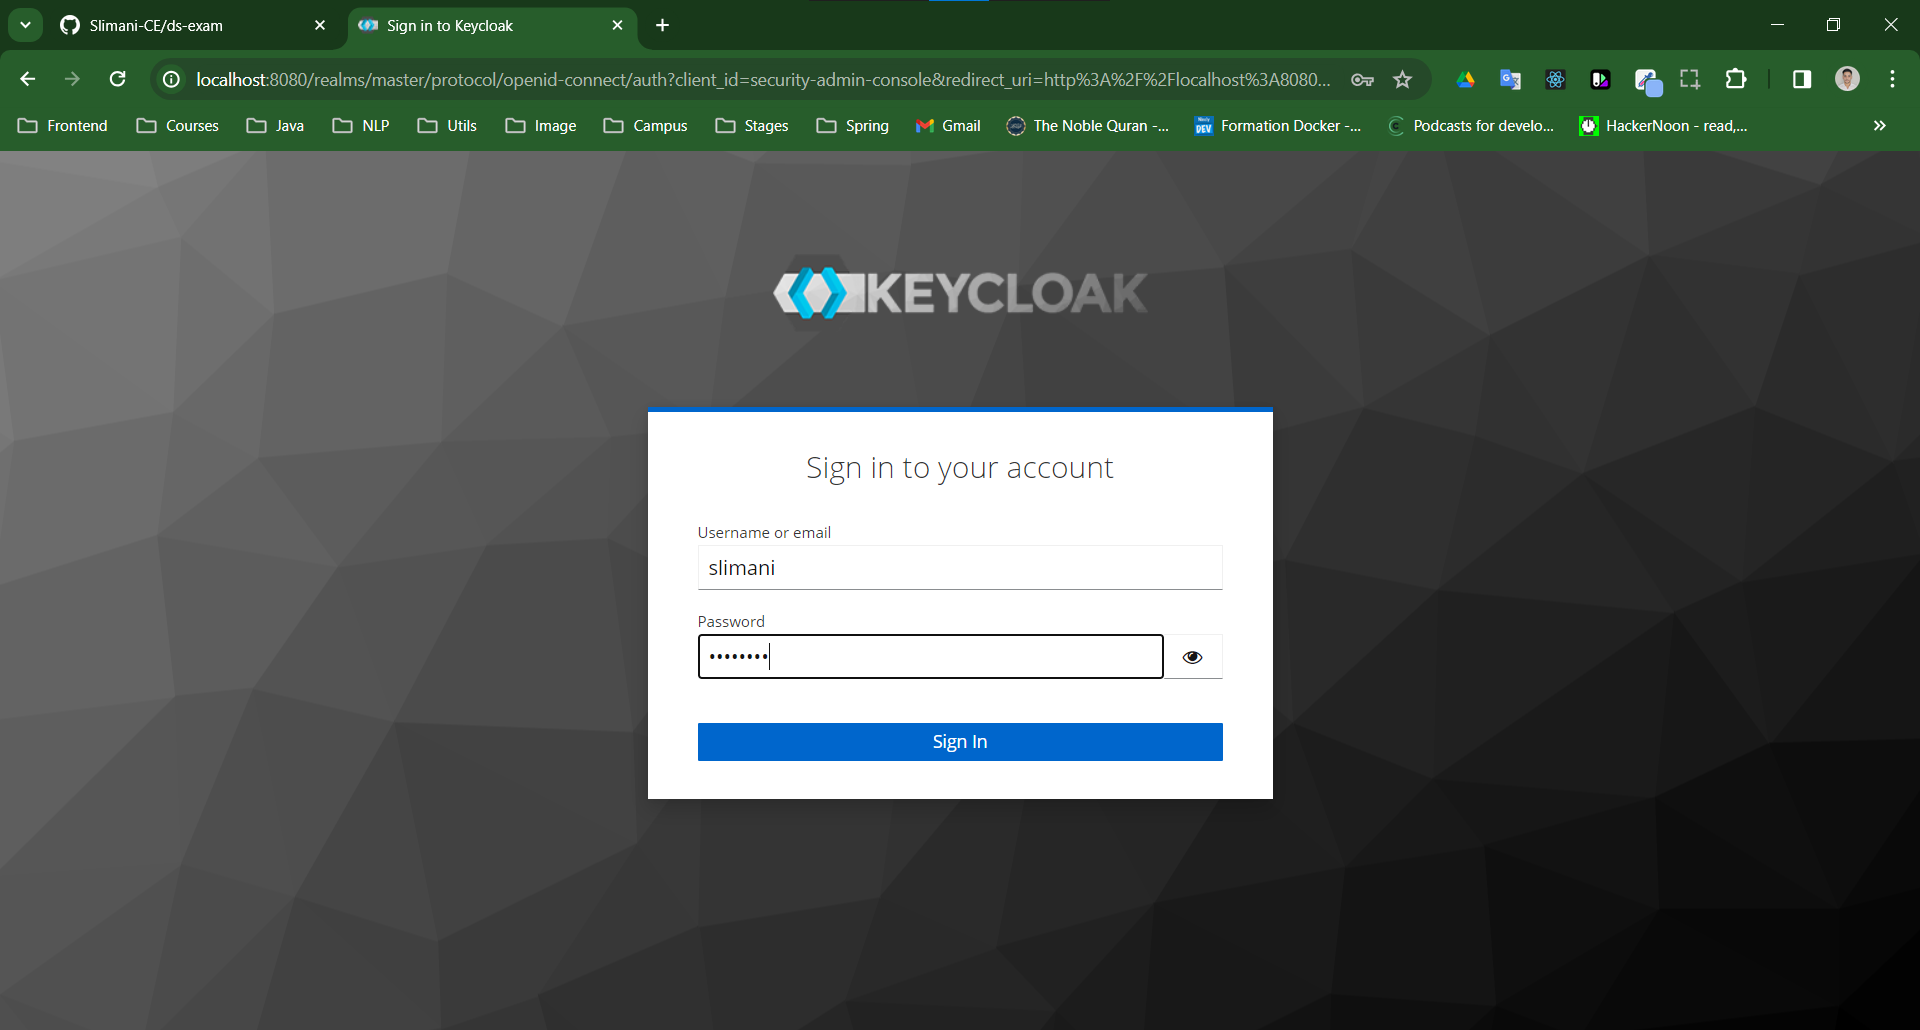 Slimani-CE/ds-exam
Sign in to Keycloak
localhost:8080/realms/master/protocol/openid-connect/auth?client_id=security-admin-console&redirect_uri=http%3A%2F%2Flocalhost%3A8080...
Frontend Courses Java NLP Utils Image Campus Stages Spring Gmail The Noble Quran -... Formation Docker -... Podcasts for develo... HackerNoon - read,...
KEYCLOAK
Sign in to your account
Username or email
slimani
Password
••••••••
Sign In